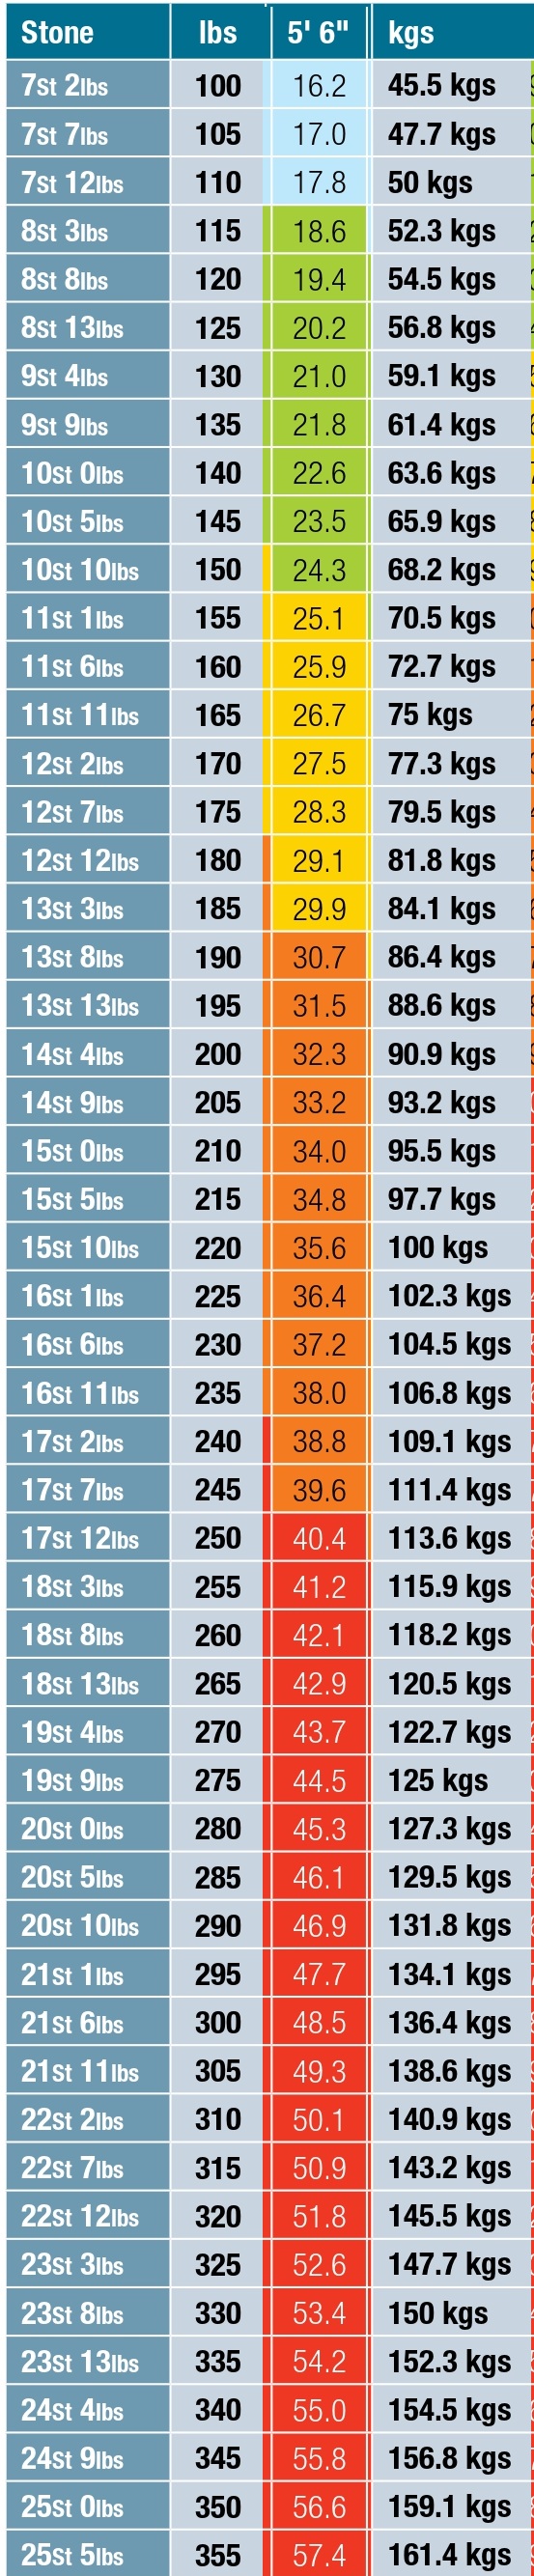 Stone lbs 5' 6" kgs
7St 2lbs 100 16.2 45.5 kgs
7St 7lbs 105 17.0 47.7 kgs
7St 12lbs 110 17.8 50 kgs
8St 3lbs 115 18.6 52.3 kgs
8St 8lbs 120 19.4 54.5 kgs
8St 13lbs 125 20.2 56.8 kgs
9St 4lbs 130 21.0 59.1 kgs
9St 9lbs 135 21.8 61.4 kgs
10St 0lbs 140 22.6 63.6 kgs
10St 5lbs 145 23.5 65.9 kgs
10St 10lbs 150 24.3 68.2 kgs
11St 1lbs 155 25.1 70.5 kgs
11St 6lbs 160 25.9 72.7 kgs
11St 11lbs 165 26.7 75 kgs
12St 2lbs 170 27.5 77.3 kgs
12St 7lbs 175 28.3 79.5 kgs
12St 12lbs 180 29.1 81.8 kgs
13St 3lbs 185 29.9 84.1 kgs
13St 8lbs 190 30.7 86.4 kgs
13St 13lbs 195 31.5 88.6 kgs
14St 4lbs 200 32.3 90.9 kgs
14St 9lbs 205 33.2 93.2 kgs
15St 0lbs 210 34.0 95.5 kgs
15St 5lbs 215 34.8 97.7 kgs
15St 10lbs 220 35.6 100 kgs
16St 1lbs 225 36.4 102.3 kgs
16St 6lbs 230 37.2 104.5 kgs
16St 11lbs 235 38.0 106.8 kgs
17St 2lbs 240 38.8 109.1 kgs
17St 7lbs 245 39.6 111.4 kgs
17St 12lbs 250 40.4 113.6 kgs
18St 3lbs 255 41.2 115.9 kgs
18St 8lbs 260 42.1 118.2 kgs
18St 13lbs 265 42.9 120.5 kgs
19St 4lbs 270 43.7 122.7 kgs
19St 9lbs 275 44.5 125 kgs
20St 0lbs 280 45.3 127.3 kgs
20St 5lbs 285 46.1 129.5 kgs
20St 10lbs 290 46.9 131.8 kgs
21St 1lbs 295 47.7 134.1 kgs
21St 6lbs 300 48.5 136.4 kgs
21St 11lbs 305 49.3 138.6 kgs
22St 2lbs 310 50.1 140.9 kgs
22St 7lbs 315 50.9 143.2 kgs
22St 12lbs 320 51.8 145.5 kgs
23St 3lbs 325 52.6 147.7 kgs
23St 8lbs 330 53.4 150 kgs
23St 13lbs 335 54.2 152.3 kgs
24St 4lbs 340 55.0 154.5 kgs
24St 9lbs 345 55.8 156.8 kgs
25St 0lbs 350 56.6 159.1 kgs
25St 5lbs 355 57.4 161.4 kgs